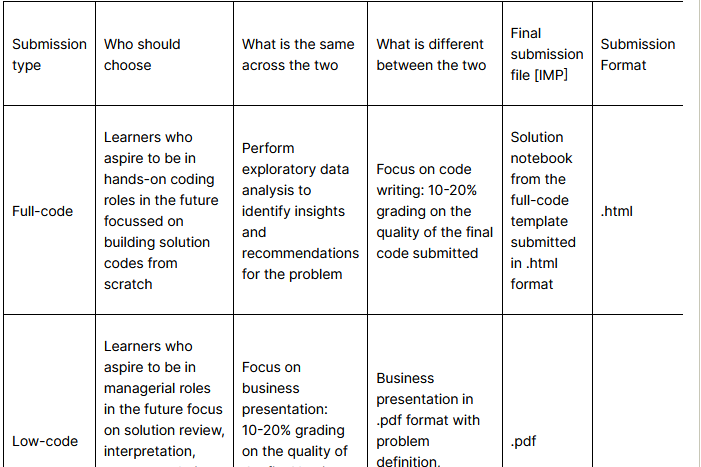 Submission type
Who should choose
What is the same across the two
What is different between the two
Final submission file [IMP]
Submission Format
Full-code
Learners who
aspire to be in
hands-on coding
roles in the future
focussed on
building solution
codes from
scratch
Perform
exploratory data
analysis to
identify insights
and
recommendations
for the problem
Focus on code
writing: 10-20%
grading on the
quality of the final
code submitted
Solution
notebook
from the
full-code
template
submitted
in .html
format
.html
Low-code
Learners who
aspire to be in
managerial roles
in the future focus
on solution review,
interpretation,
Focus on
business
presentation:
10-20% grading
on the quality of
Business
presentation in
.pdf format with
problem
definition,
.pdf